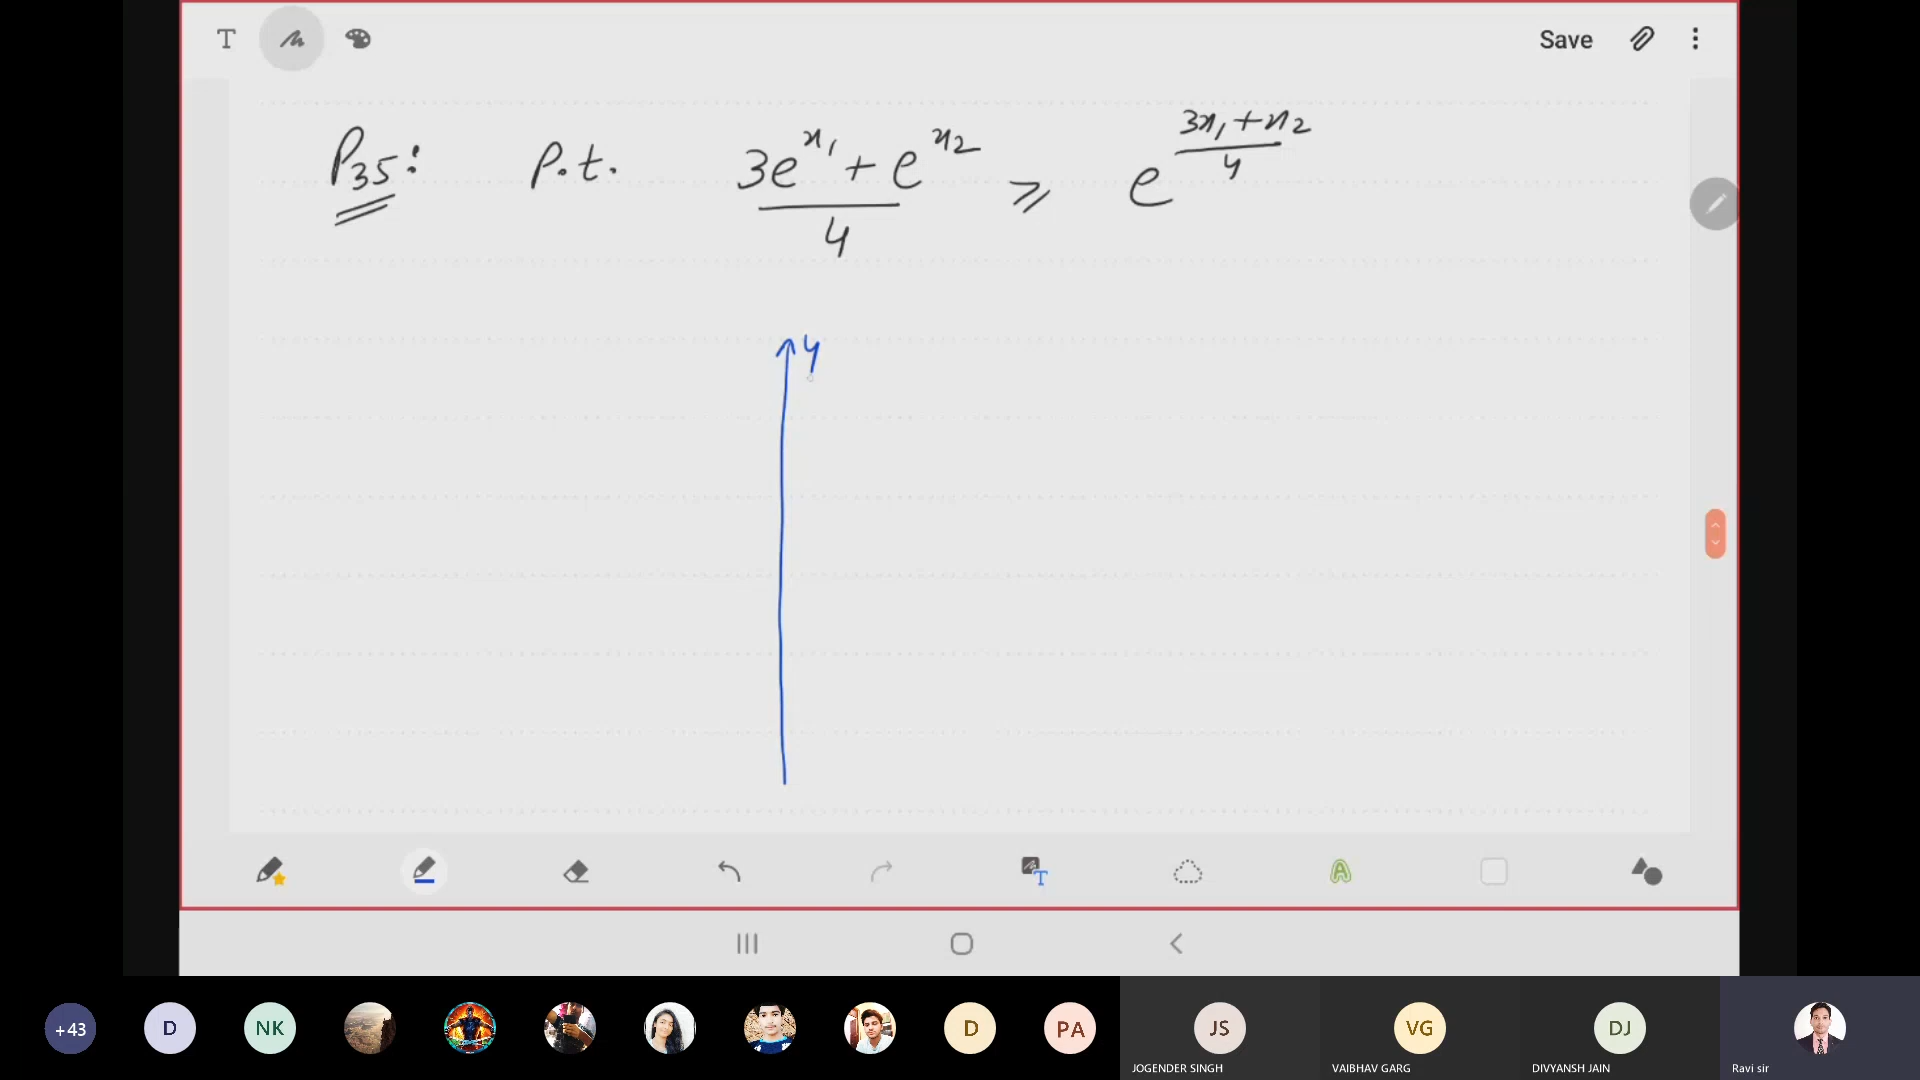 T Save
P35: P.t. (3e^x1 + e^x2)/4 ≥ e^((3x1+x2)/4)
y
T A
+43 D NK D PA JS VG DJ
JOGENDER SINGH VAIBHAV GARG DIVYANSH JAIN Ravi sir